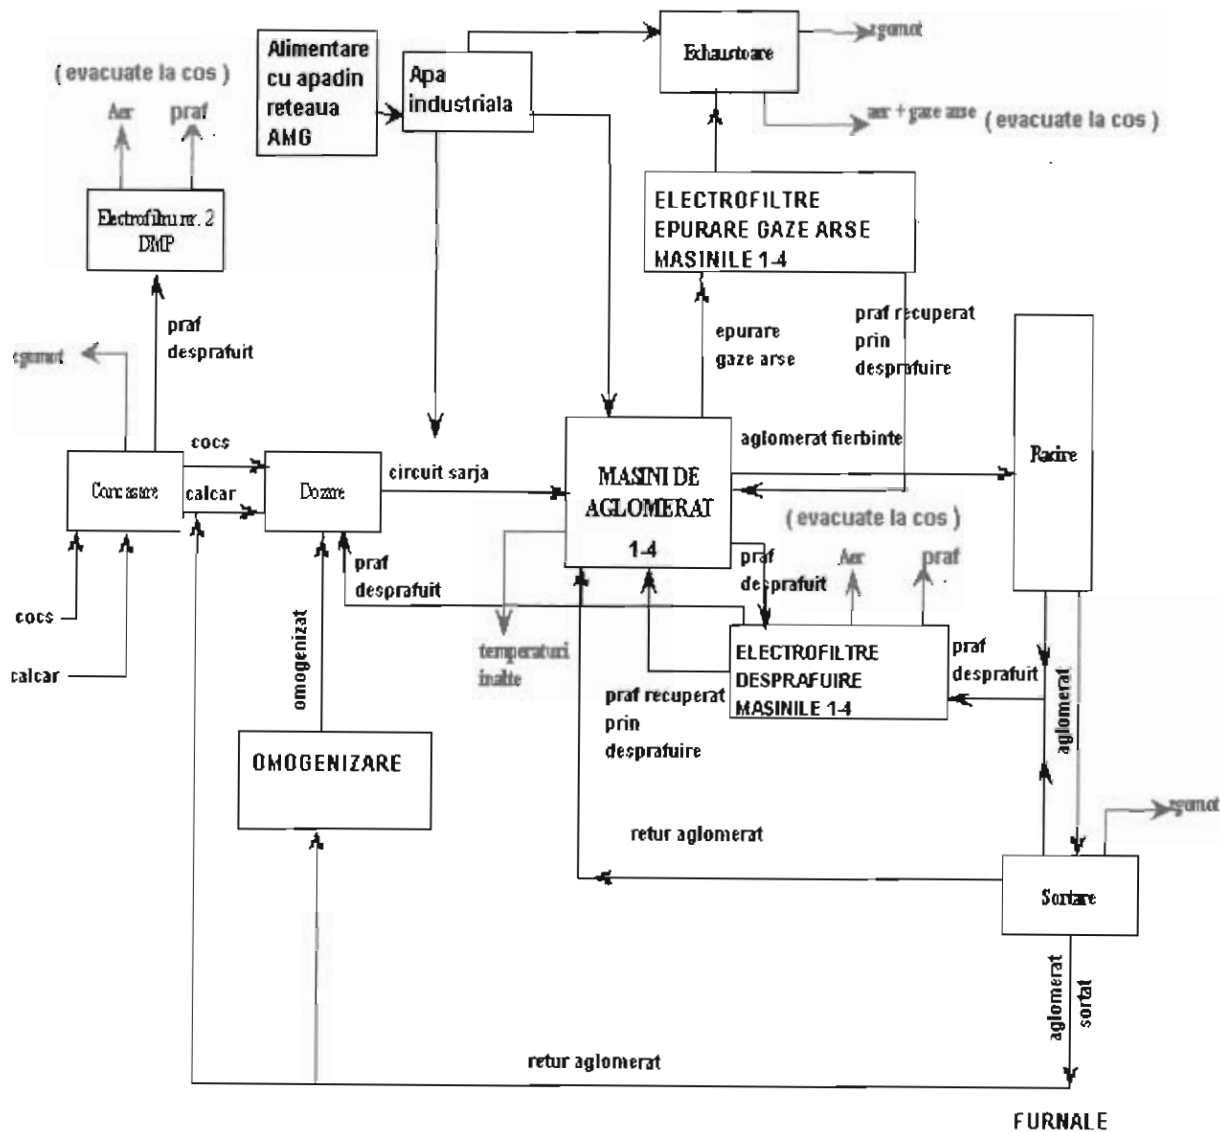 zgomot
Alimentare
cu apadin
reteaua
AMG
Apa
industriala
Echaustoare
( evacuate la cos )
Aer
praf
aer + gaze arse ( evacuate la cos )
Electrofiltru nr. 2
DMP
ELECTROFILTRE
EPURARE GAZE ARSE
MASINILE 1-4
praf
desprafuit
zgomot
epurare
gaze arse
praf recuperat
prin
desprafuire
cocs
aglomerat fierbinte
Racire
Concasare
calcar
Dozare
circuit sarja
MASINI DE
AGLOMERAT
1-4
( evacuate la cos )
Aer
praf
praf
desprafuit
praf
desprafuit
cocs
calcar
omogenizat
temperaturi
inalte
ELECTROFILTRE
DESPRAFUIRE
MASINILE 1-4
praf
desprafuit
praf recuperat
prin
desprafuire
aglomerat
OMOGENIZARE
zgomot
retur aglomerat
Sortare
aglomerat
sortat
retur aglomerat
FURNALE